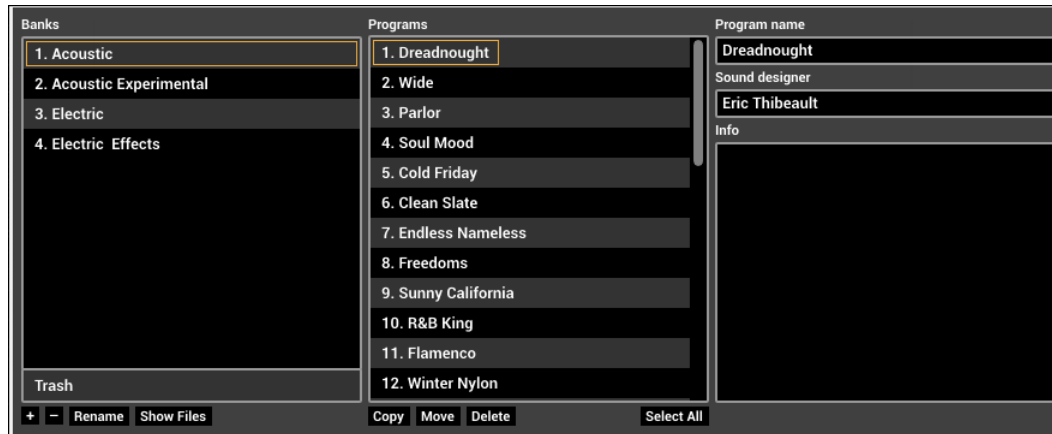 Banks
1. Acoustic
2. Acoustic Experimental
3. Electric
4. Electric  Effects
Trash
+ − Rename Show Files
Programs
1. Dreadnought
2. Wide
3. Parlor
4. Soul Mood
5. Cold Friday
6. Clean Slate
7. Endless Nameless
8. Freedoms
9. Sunny California
10. R&B King
11. Flamenco
12. Winter Nylon
Copy Move Delete Select All
Program name
Dreadnought
Sound designer
Eric Thibeault
Info